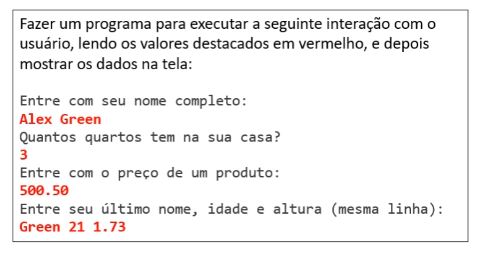 Fazer um programa para executar a seguinte interação com o
usuário, lendo os valores destacados em vermelho, e depois
mostrar os dados na tela:
Entre com seu nome completo:
Alex Green
Quantos quartos tem na sua casa?
3
Entre com o preço de um produto:
500.50
Entre seu último nome, idade e altura (mesma linha):
Green 21 1.73